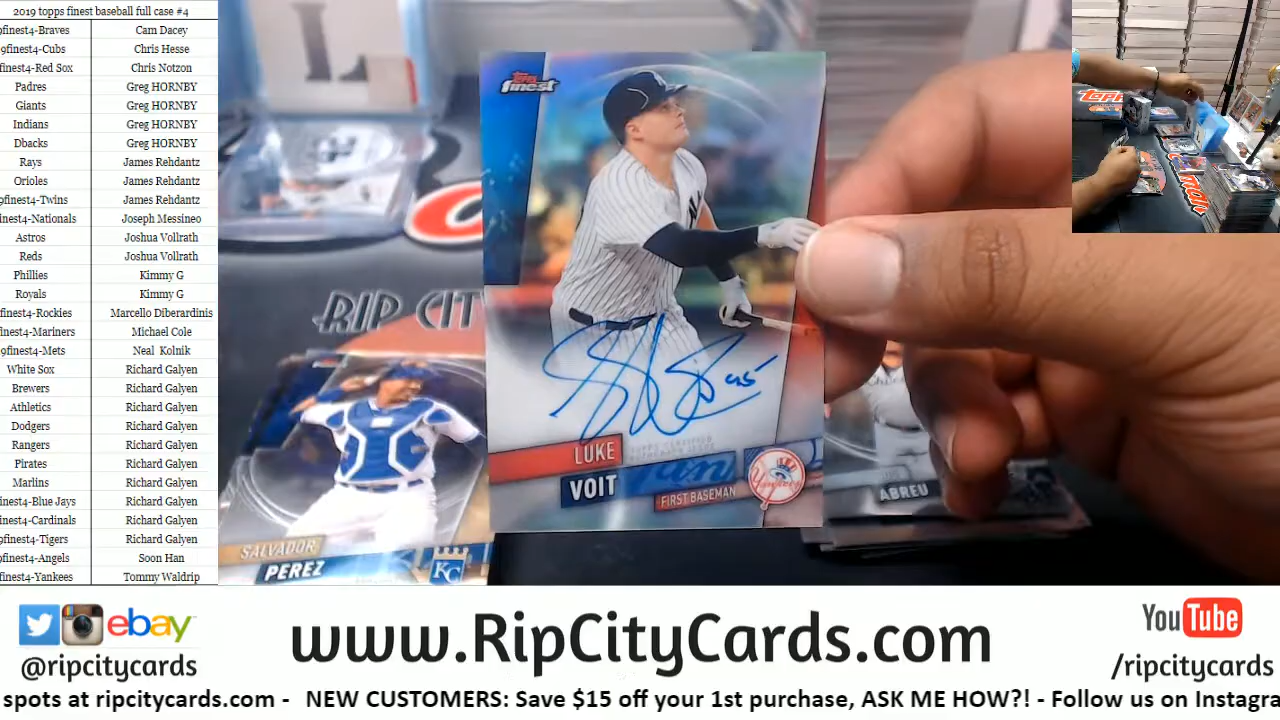 2019 topps finest baseball full case #4
9finest4-Braves Cam Dacey
9finest4-Cubs Chris Hesse
finest4-Red Sox Chris Notzon
Padres Greg HORNBY
Giants Greg HORNBY
Indians Greg HORNBY
Dbacks Greg HORNBY
Rays James Rehdantz
Orioles James Rehdantz
9finest4-Twins James Rehdantz
inest4-Nationals Joseph Messineo
Astros Joshua Vollrath
Reds Joshua Vollrath
Phillies Kimmy G
Royals Kimmy G
9finest4-Rockies Marcello Diberardinis
finest4-Mariners Michael Cole
9finest4-Mets Neal Kolnik
White Sox Richard Galyen
Brewers Richard Galyen
Athletics Richard Galyen
Dodgers Richard Galyen
Rangers Richard Galyen
Pirates Richard Galyen
Marlins Richard Galyen
finest4-Blue Jays Richard Galyen
inest4-Cardinals Richard Galyen
9finest4-Tigers Richard Galyen
9finest4-Angels Soon Han
finest4-Yankees Tommy Waldrip
Topps finest
RIP CIT
LUKE
VOIT
FIRST BASEMAN
Yankees
45
SALVADOR
PEREZ
KC
ABREU
TOPPS
ebay
@ripcitycards
www.RipCityCards.com
YouTube
/ripcitycards
spots at ripcitycards.com - NEW CUSTOMERS: Save $15 off your 1st purchase, ASK ME HOW?! - Follow us on Instagra